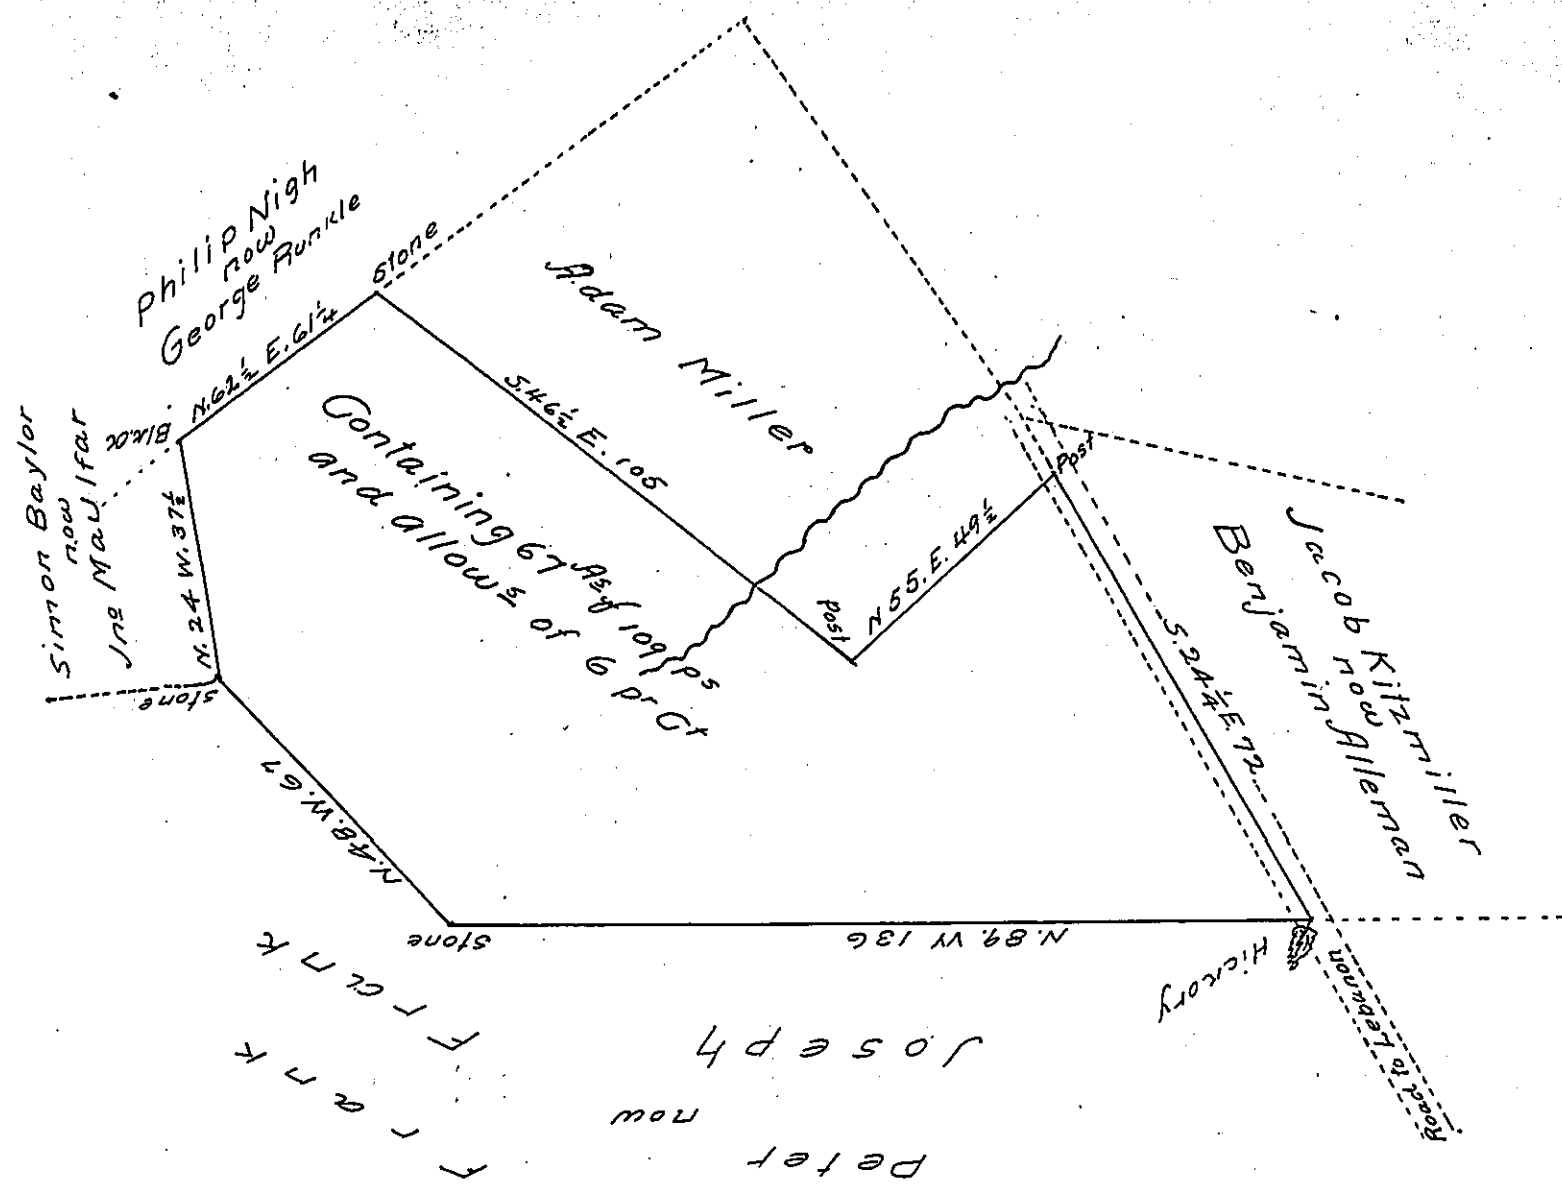 Philip Nigh
now
George Runkle
Stone
N.62½ E.61¼
Simon Baylor
now
Jno Maulfar
Blk.Ok
N. 24 W. 37½
Stone
N.48.W.67
Stone
N.89.W 136
Hickory
Road to Lebanon
S.24¼ E.72
Post
N 55. E. 49½
Post
S.46½ E. 105
Adam Miller
Containing 67 As of 109 ps
and allows of 6 pr Ct
Jacob Kitzmiller
now
Benjamin Alleman
Peter Frank
now
Joseph Frank